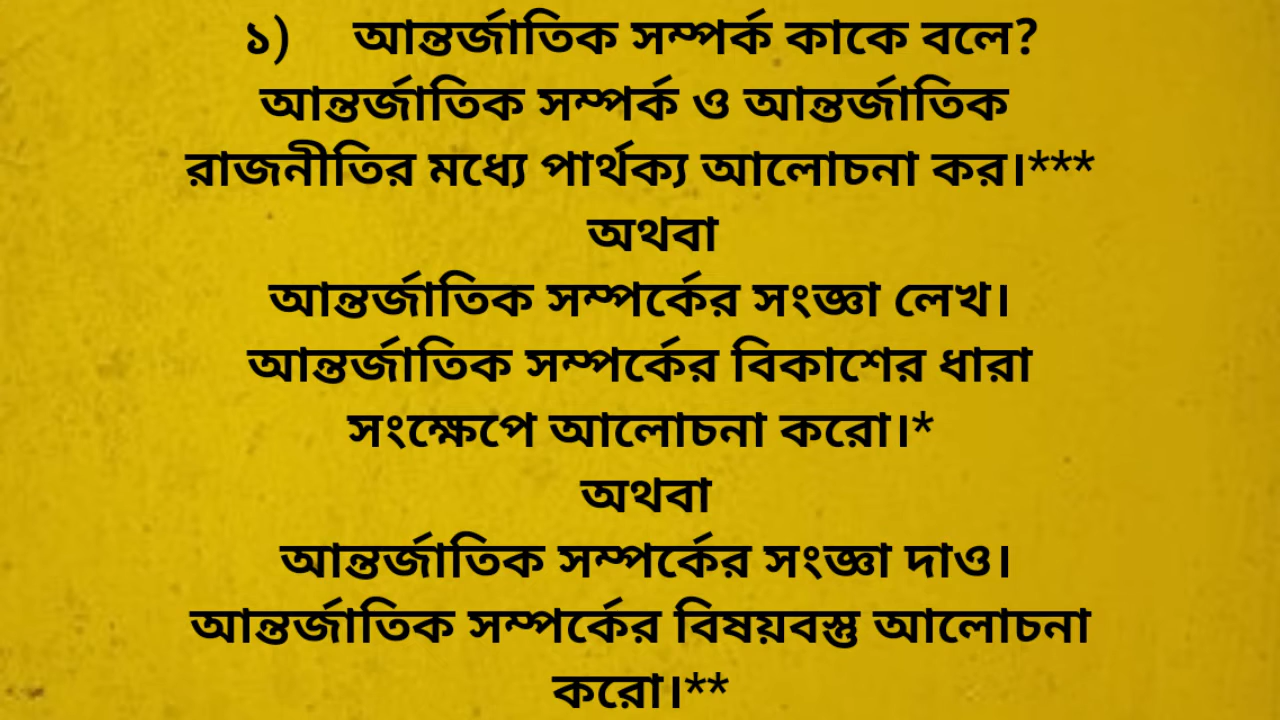 ১) আন্তর্জাতিক সম্পর্ক কাকে বলে?
আন্তর্জাতিক সম্পর্ক ও আন্তর্জাতিক
রাজনীতির মধ্যে পার্থক্য আলোচনা কর।***
অথবা
আন্তর্জাতিক সম্পর্কের সংজ্ঞা লেখ।
আন্তর্জাতিক সম্পর্কের বিকাশের ধারা
সংক্ষেপে আলোচনা করো।*
অথবা
আন্তর্জাতিক সম্পর্কের সংজ্ঞা দাও।
আন্তর্জাতিক সম্পর্কের বিষয়বস্তু আলোচনা
করো।**